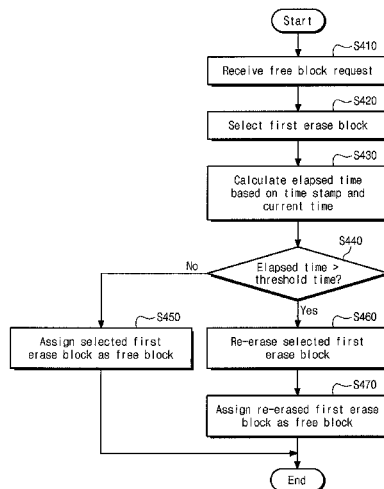 Start
S410
Receive free block request
S420
Select first erase block
S430
Calculate elapsed time
based on time stamp and
current time
S440
Elapsed time >
threshold time?
No
Yes
S450
Assign selected first
erase block as free block
S460
Re-erase selected first
erase block
S470
Assign re-erased first erase
block as free block
End